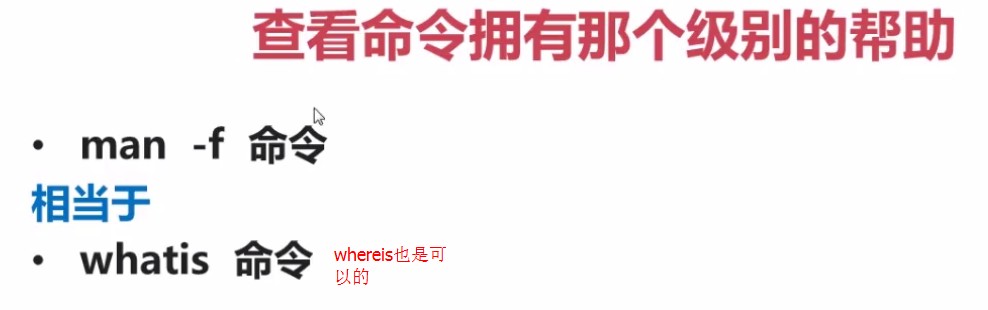 查看命令拥有那个级别的帮助
• man -f 命令
相当于
• whatis 命令
whereis也是可
以的